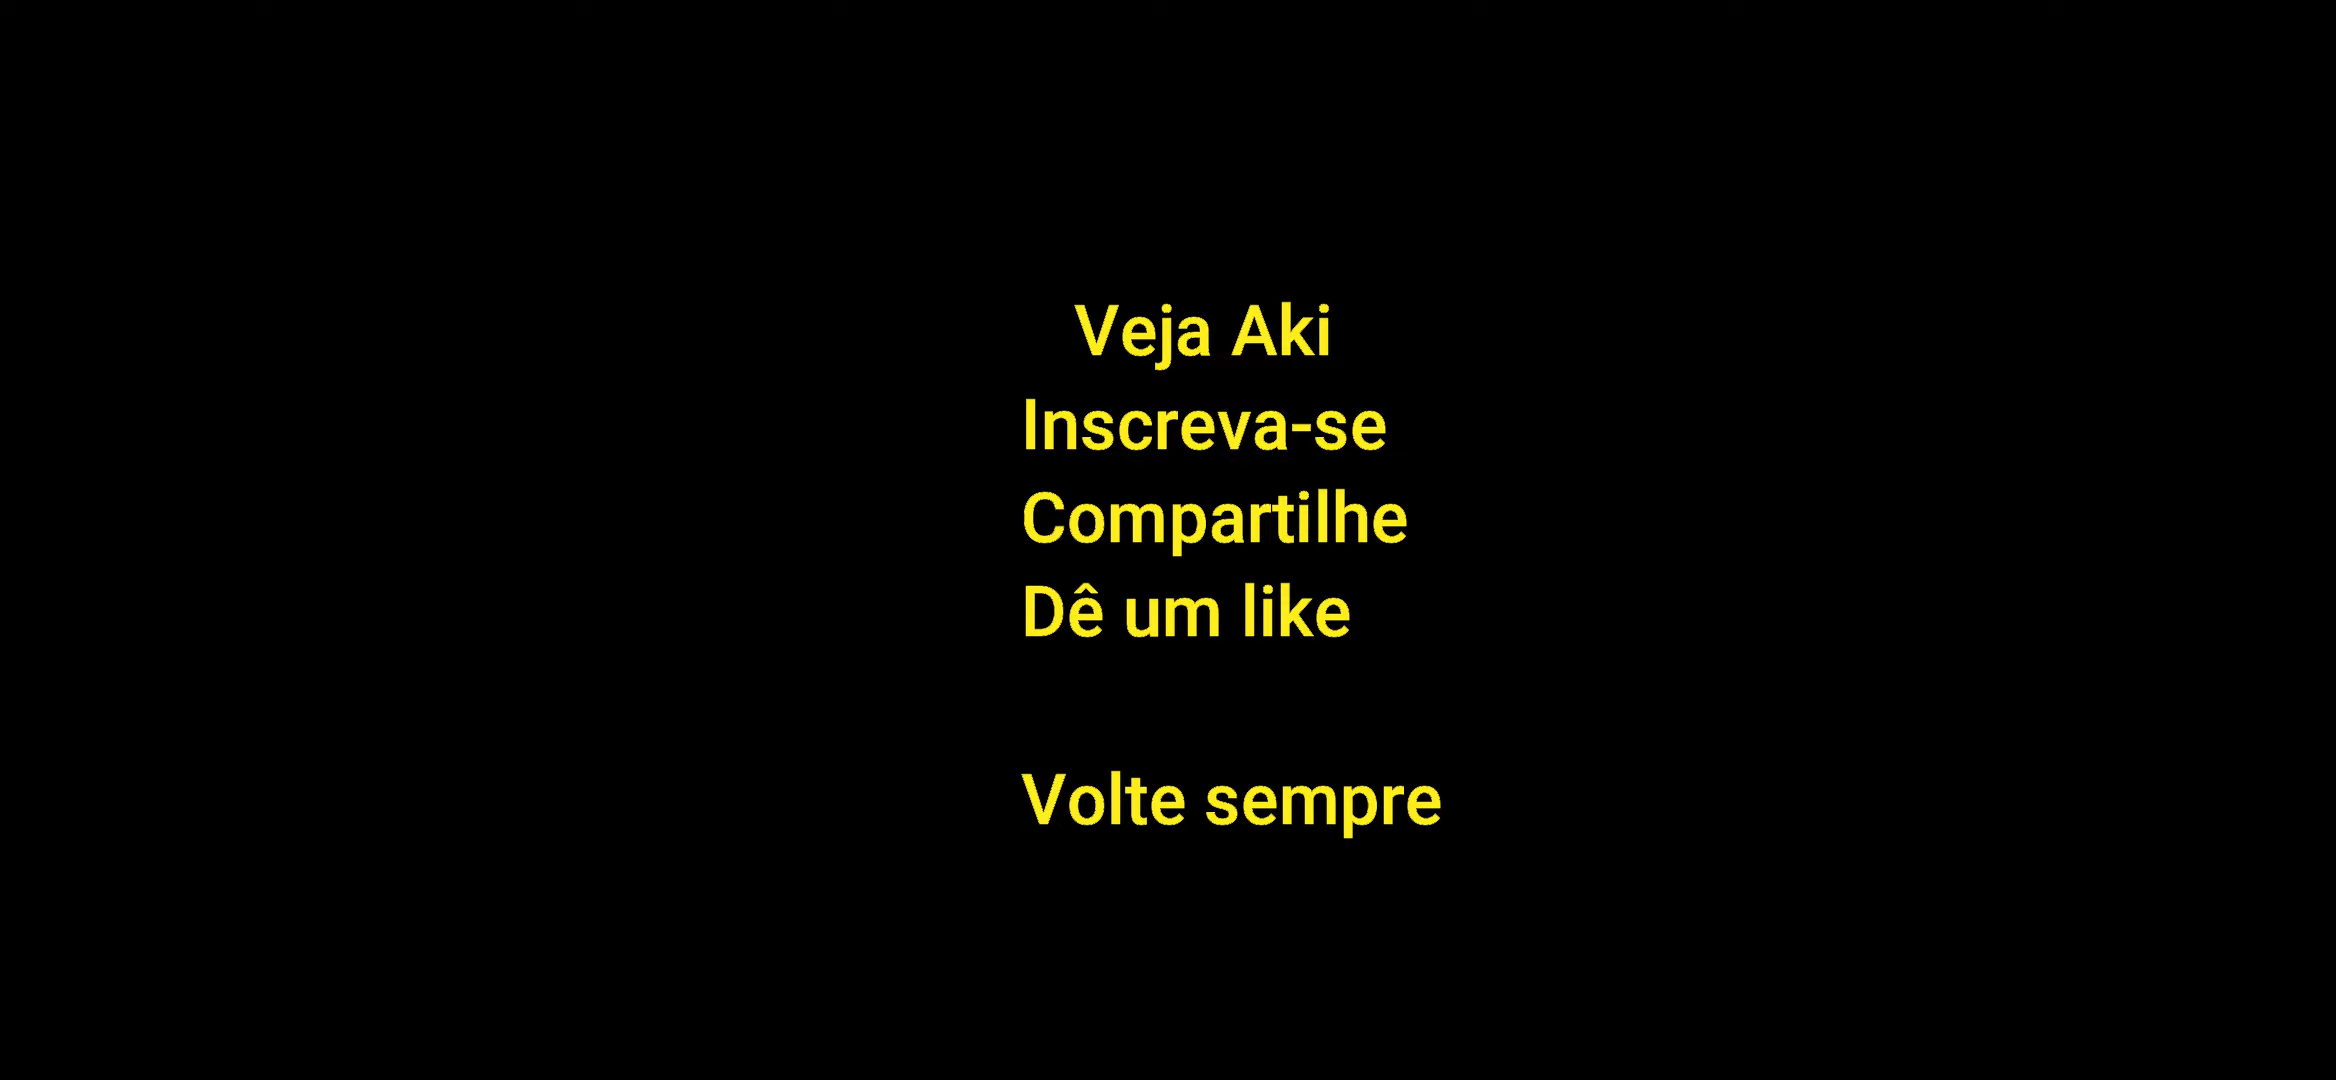 Veja Aki
Inscreva-se
Compartilhe
Dê um like
Volte sempre